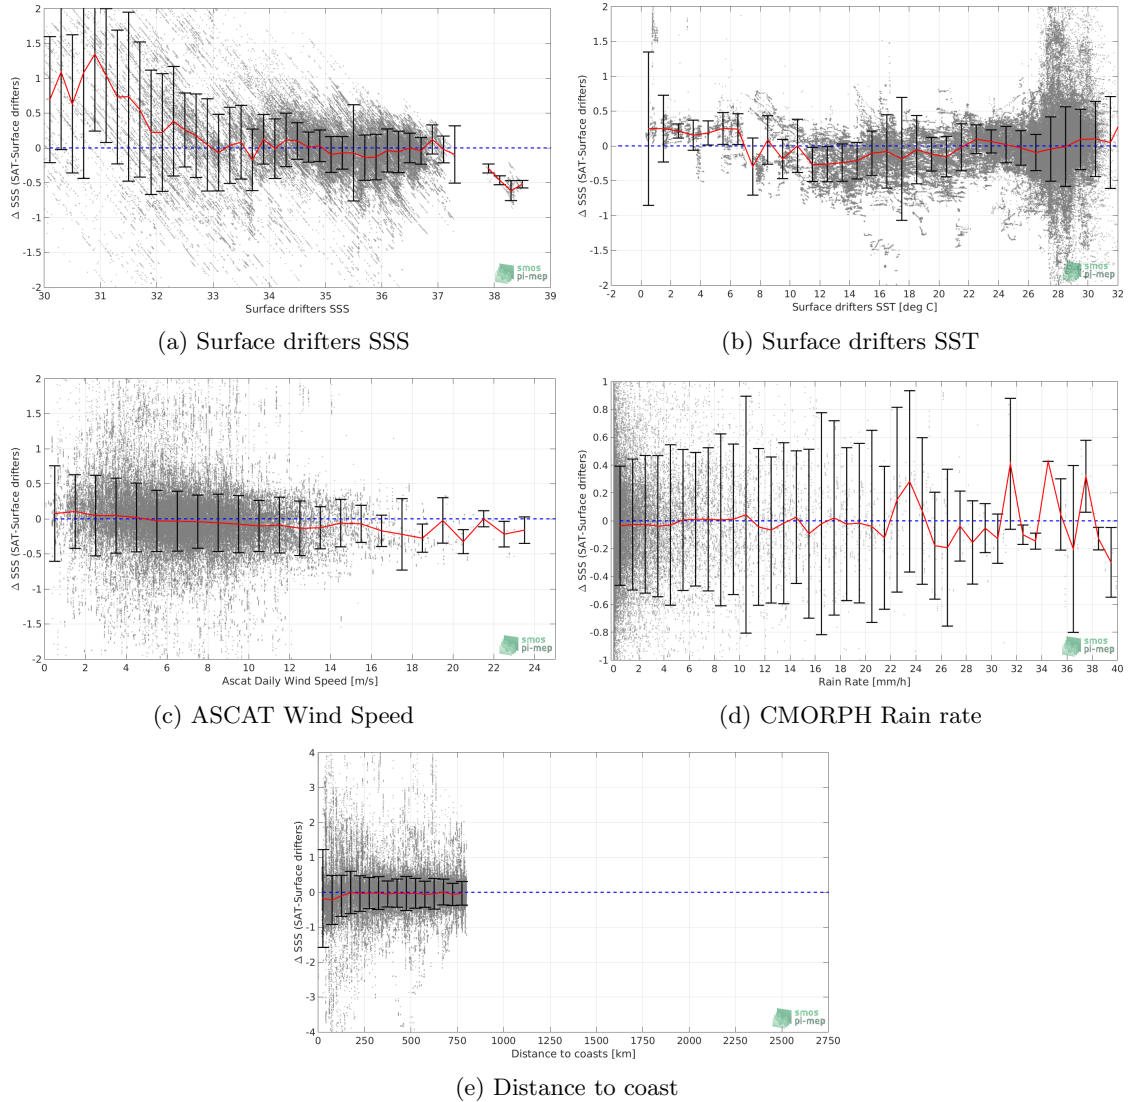 2
1.5
1
0.5
0
-0.5
-1
-1.5
-2
Δ SSS (SAT-Surface drifters)
30 31 32 33 34 35 36 37 38 39
Surface drifters SSS
smos
pi-mep
(a) Surface drifters SSS
2
1.5
1
0.5
0
-0.5
-1
-1.5
-2
Δ SSS (SAT-Surface drifters)
-2 0 2 4 6 8 10 12 14 16 18 20 22 24 26 28 30 32
Surface drifters SST [deg C]
smos
pi-mep
(b) Surface drifters SST
2
1.5
1
0.5
0
-0.5
-1
-1.5
-2
Δ SSS (SAT-Surface drifters)
0 2 4 6 8 10 12 14 16 18 20 22 24
Ascat Daily Wind Speed [m/s]
smos
pi-mep
(c) ASCAT Wind Speed
1
0.8
0.6
0.4
0.2
0
-0.2
-0.4
-0.6
-0.8
-1
Δ SSS (SAT-Surface drifters)
0 2 4 6 8 10 12 14 16 18 20 22 24 26 28 30 32 34 36 38 40
Rain Rate [mm/h]
smos
pi-mep
(d) CMORPH Rain rate
4
3
2
1
0
-1
-2
-3
-4
Δ SSS (SAT-Surface drifters)
0 250 500 750 1000 1250 1500 1750 2000 2250 2500 2750
Distance to coasts [km]
smos
pi-mep
(e) Distance to coast